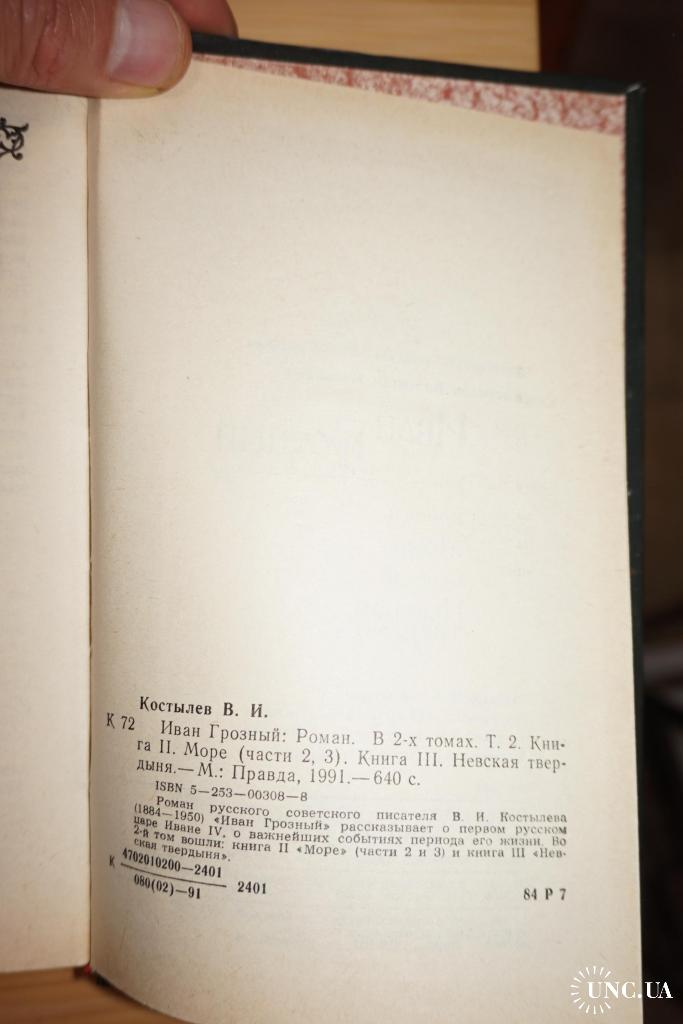 Костылев В. И.
К 72 Иван Грозный: Роман. В 2-х томах. Т. 2. Кни-
га II. Море (части 2, 3). Книга III. Невская твер-
дыня.— М.: Правда, 1991.— 640 с.
ISBN 5—253—00308—8
Роман русского советского писателя В. И. Костылева
(1884—1950) «Иван Грозный» рассказывает о первом русском
царе Иване IV, о важнейших событиях периода его жизни. Во
2-й том вошли: книга II «Море» (части 2 и 3) и книга III «Нев-
ская твердыня».
К 4702010200—2401
080(02)—91
2401
84 Р 7
UNC.UA